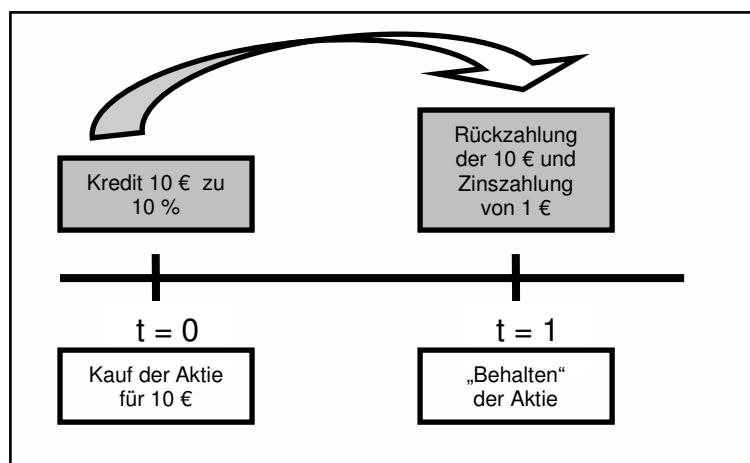 Kredit 10 € zu
10 %
Rückzahlung
der 10 € und
Zinszahlung
von 1 €
t = 0
t = 1
Kauf der Aktie
für 10 €
„Behalten“
der Aktie